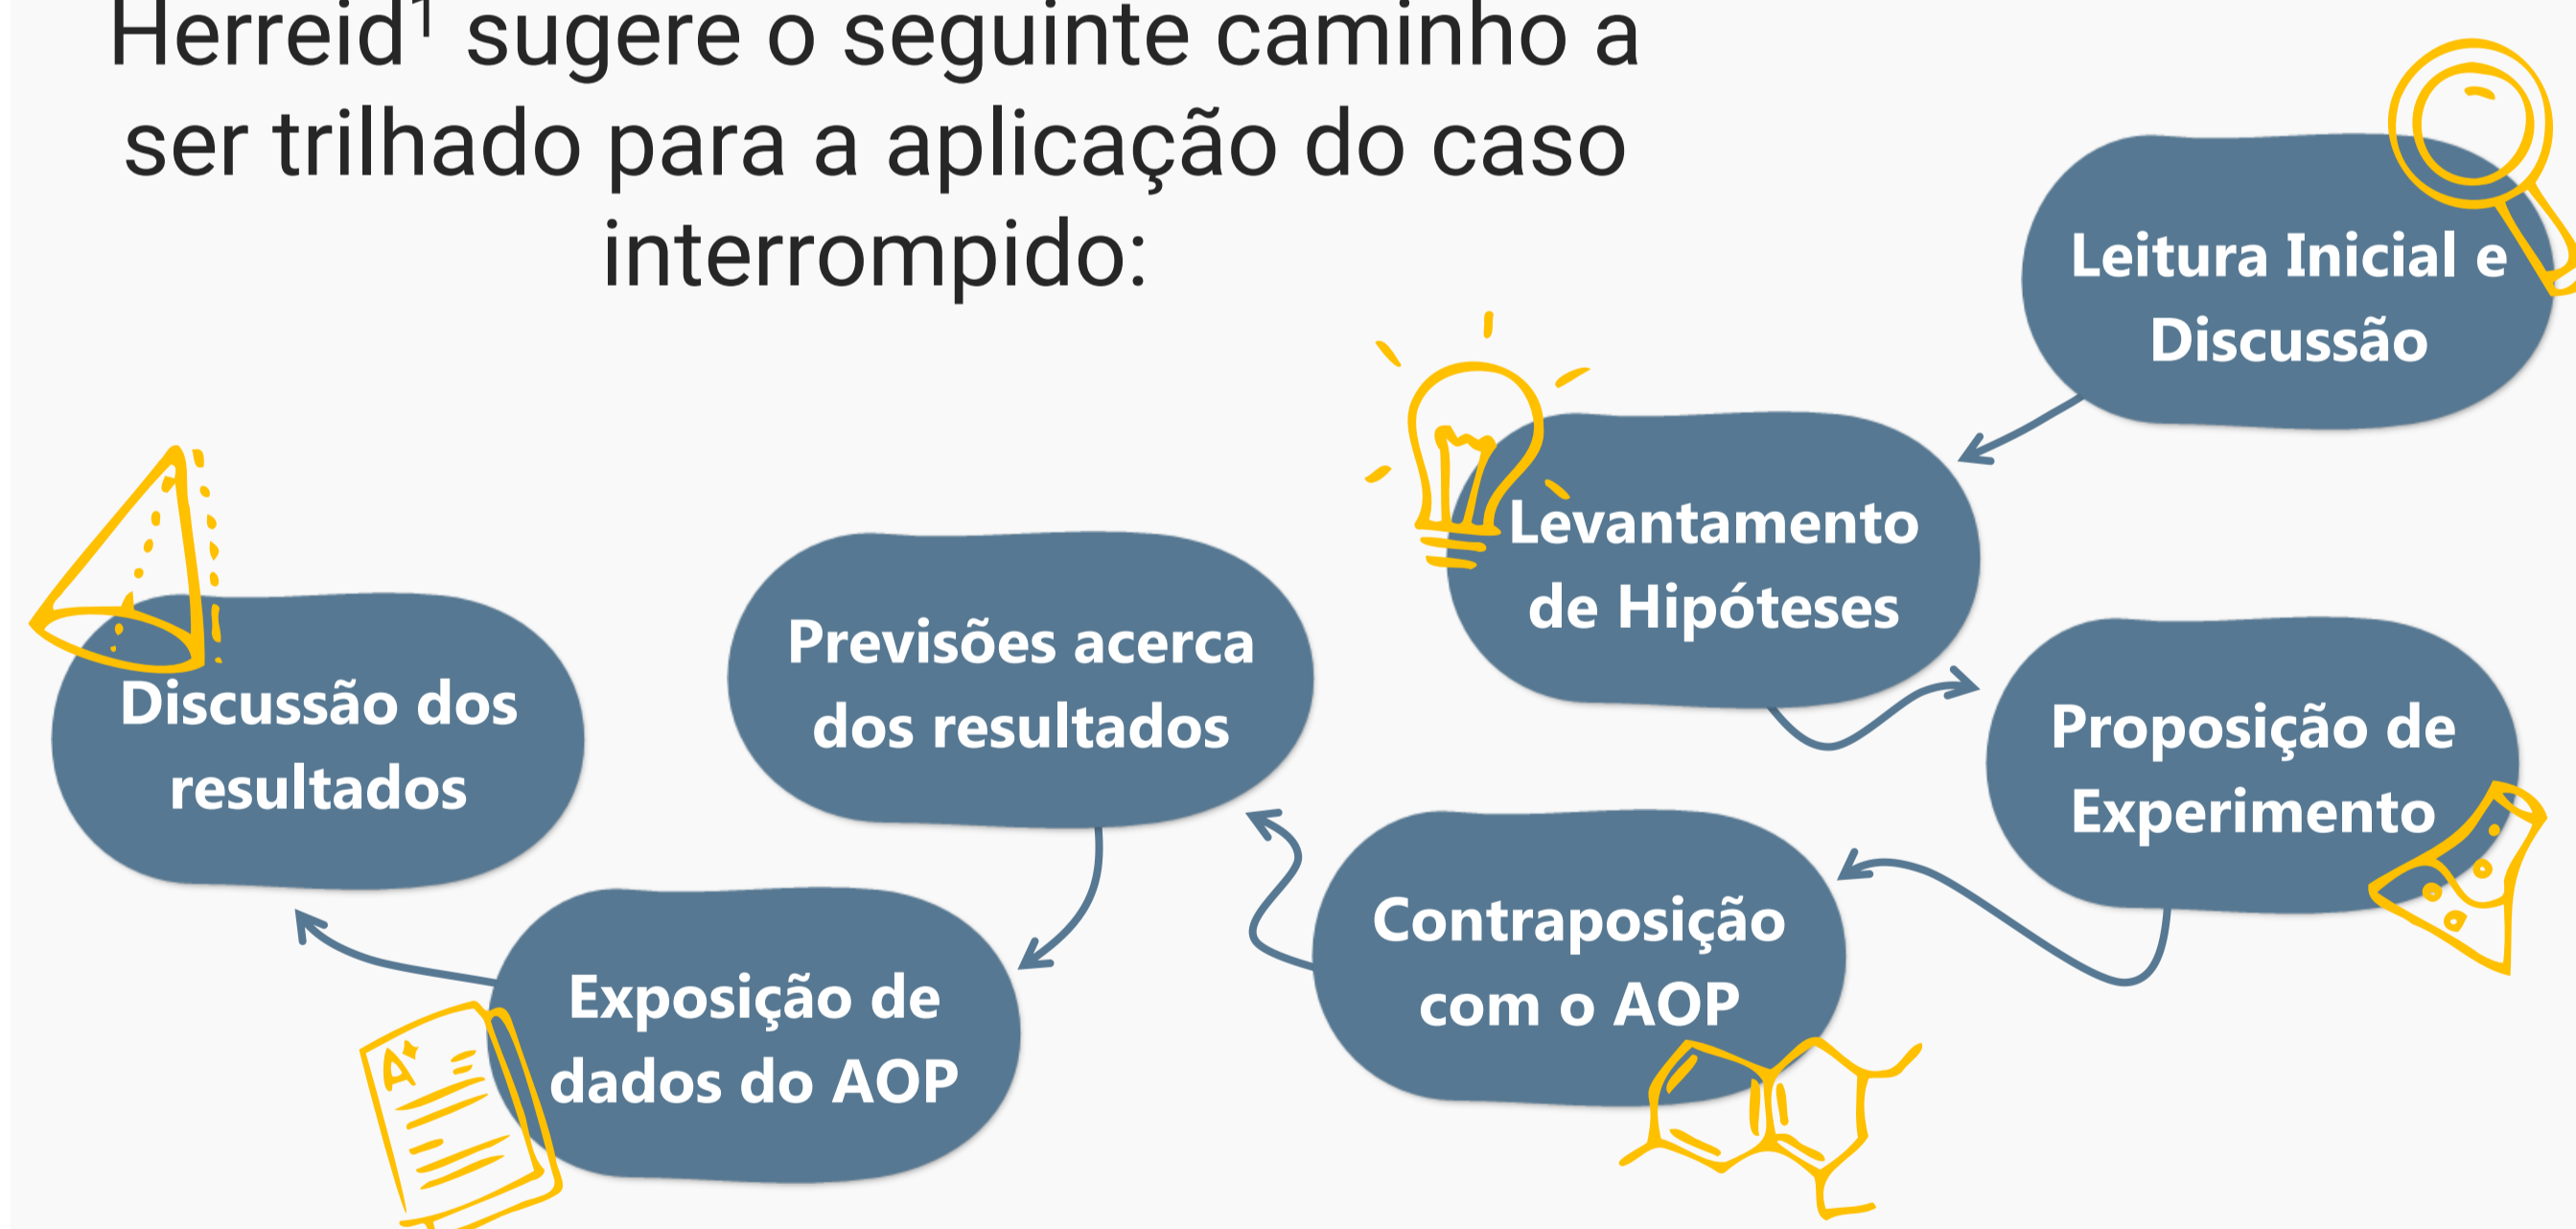 Herreid¹ sugere o seguinte caminho a
ser trilhado para a aplicação do caso
interrompido:
Leitura Inicial e
Discussão
Levantamento
de Hipóteses
Proposição de
Experimento
Contraposição
com o AOP
Previsões acerca
dos resultados
Exposição de
dados do AOP
Discussão dos
resultados
A+